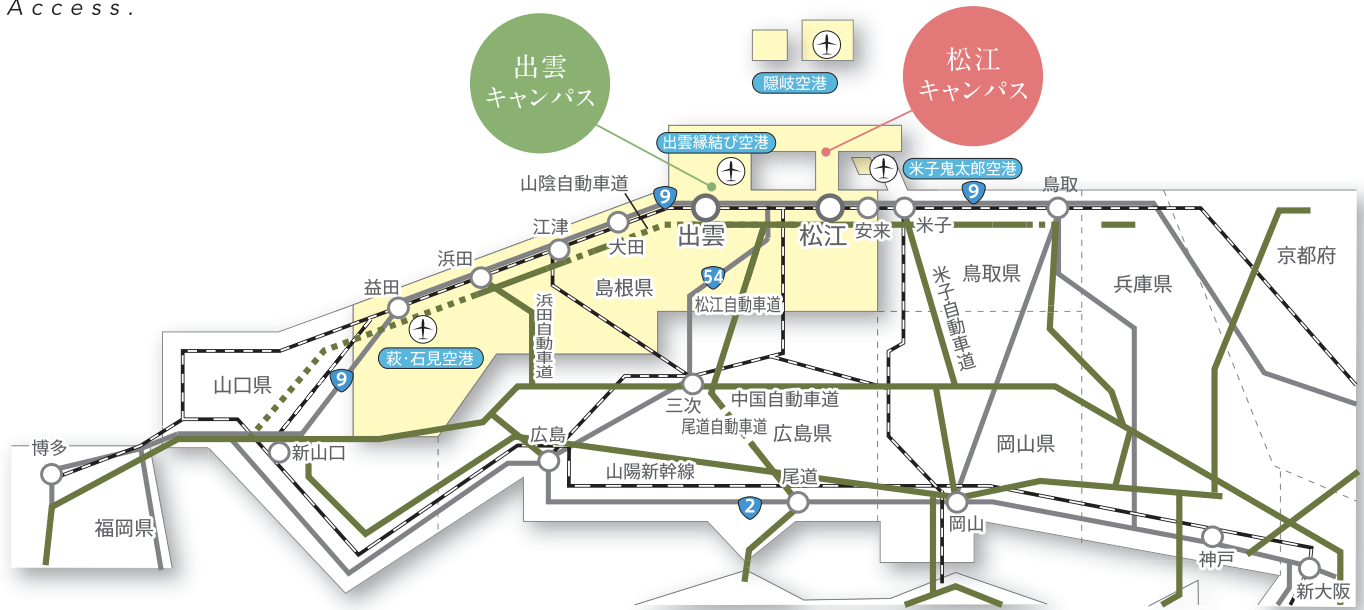 Access.
出雲
キャンパス
松江
キャンパス
隠岐空港
出雲縁結び空港
米子鬼太郎空港
山陰自動車道
9
9
鳥取
江津
大田
出雲
松江
安来
米子
浜田
益田
島根県
54
松江自動車道
米子自動車道
鳥取県
兵庫県
京都府
浜田自動車道
萩・石見空港
山口県
9
三次
中国自動車道
尾道自動車道
広島県
岡山県
博多
新山口
広島
山陽新幹線
尾道
2
岡山
福岡県
神戸
新大阪